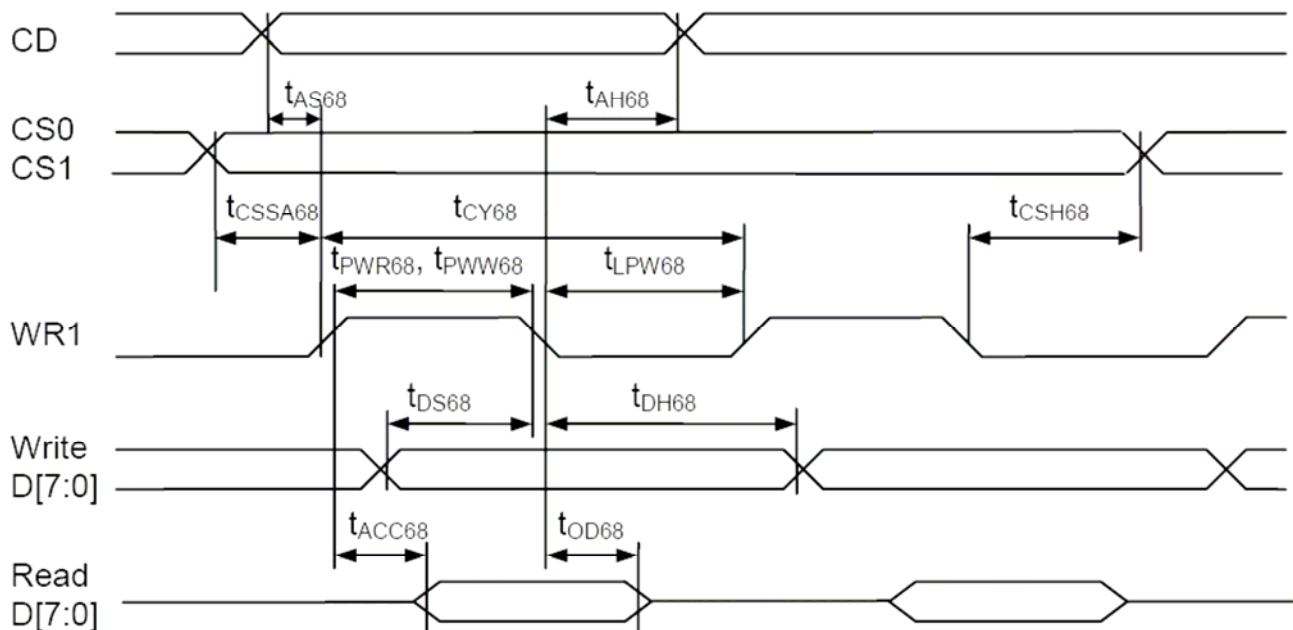 CD
tAS68 tAH68
CS0
CS1
tCSSA68 tCY68 tCSH68
tPWR68, tPWW68 tLPW68
WR1
tDS68 tDH68
Write
D[7:0]
tACC68 tOD68
Read
D[7:0]